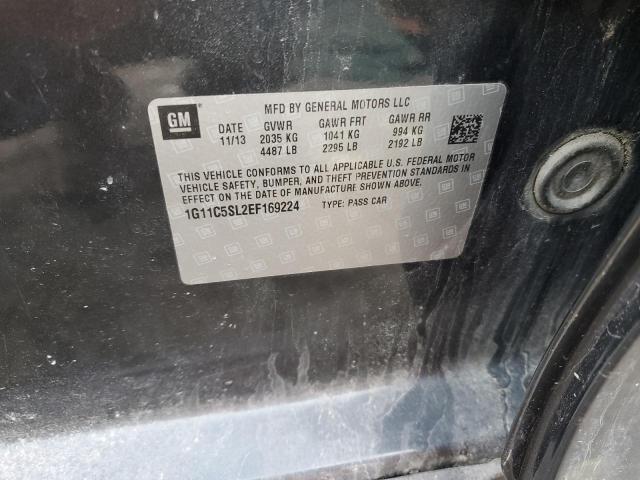 GM
MFD BY GENERAL MOTORS LLC
DATE GVWR GAWR FRT GAWR RR
11/13 2035 KG 1041 KG 994 KG
4487 LB 2295 LB 2192 LB
THIS VEHICLE CONFORMS TO ALL APPLICABLE U.S. FEDERAL MOTOR
VEHICLE SAFETY, BUMPER, AND THEFT PREVENTION STANDARDS IN
EFFECT ON THE DATE OF MANUFACTURE SHOWN ABOVE.
1G11C5SL2EF169224 TYPE: PASS CAR